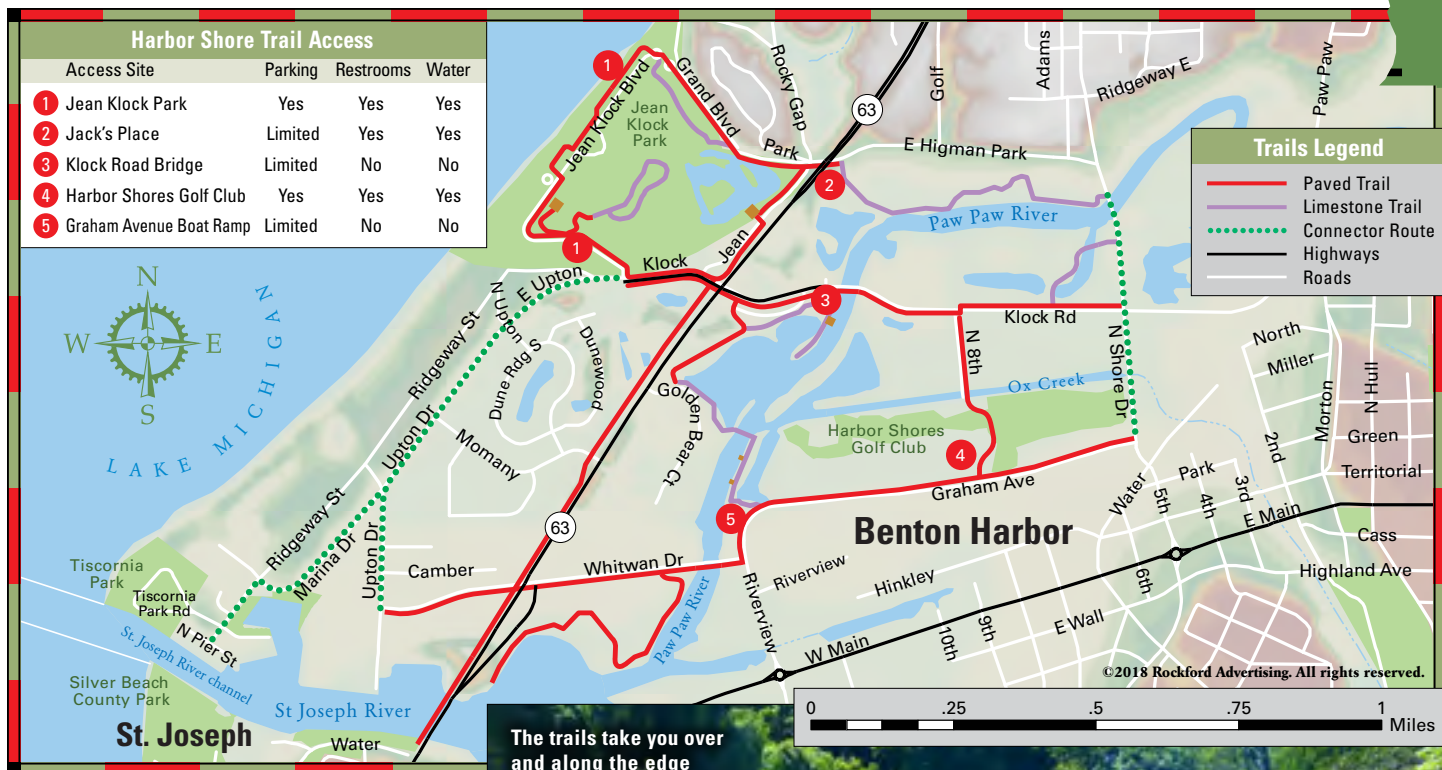 Harbor Shore Trail Access
Access Site Parking Restrooms Water
1 Jean Klock Park Yes Yes Yes
2 Jack's Place Limited Yes Yes
3 Klock Road Bridge Limited No No
4 Harbor Shores Golf Club Yes Yes Yes
5 Graham Avenue Boat Ramp Limited No No
Trails Legend
Paved Trail
Limestone Trail
Connector Route
Highways
Roads
N
W E
S
LAKE MICHIGAN
1
Jean Klock Blvd
Grand Blvd
Jean
Klock
Park
Rocky Gap
63
Golf
Adams
Ridgeway E
Paw Paw
Park
E Higman Park
2
Paw Paw River
1
Klock
Jean
E Upton
N Upton
3
Klock Rd
N 8th
N Shore Dr
Ox Creek
North
Miller
Morton
N Hull
Green
Territorial
2nd
Ridgeway St
Dune Rdg S
Dunewood
Upton Dr
Momany
Golden Bear Ct
Harbor Shores
Golf Club
4
Graham Ave
Water
Park
5th
4th
3rd
E Main
5
Benton Harbor
63
Ridgeway St
Marina Dr
Upton Dr
Camber
Whitwan Dr
Riverview
Riverview
Hinkley
6th
Cass
Highland Ave
Tiscornia
Park
Tiscornia
Park Rd
N Pier St
St. Joseph River channel
Paw Paw River
W Main
10th
9th
E Wall
©2018 Rockford Advertising. All rights reserved.
Silver Beach
County Park
St Joseph River
St. Joseph
Water
0 .25 .5 .75 1
Miles
The trails take you over
and along the edge